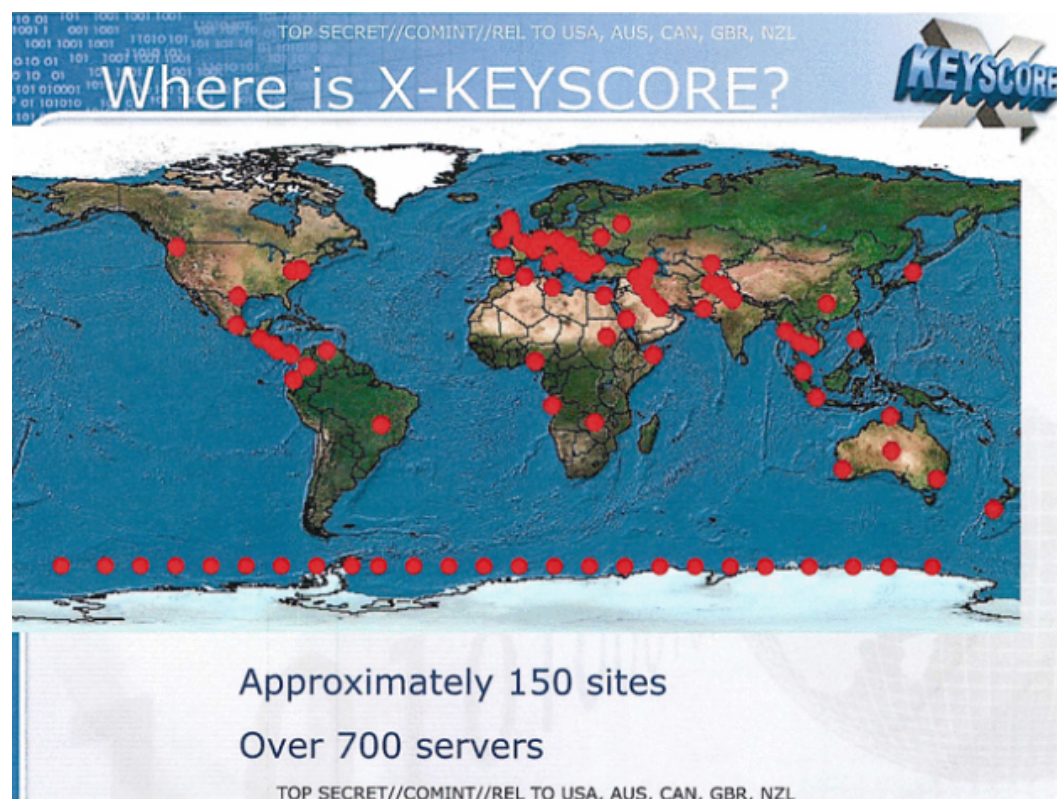 TOP SECRET//COMINT//REL TO USA, AUS, CAN, GBR, NZL
Where is X-KEYSCORE?
X
KEYSCORE
Approximately 150 sites
Over 700 servers
TOP SECRET//COMINT//REL TO USA, AUS, CAN, GBR, NZL